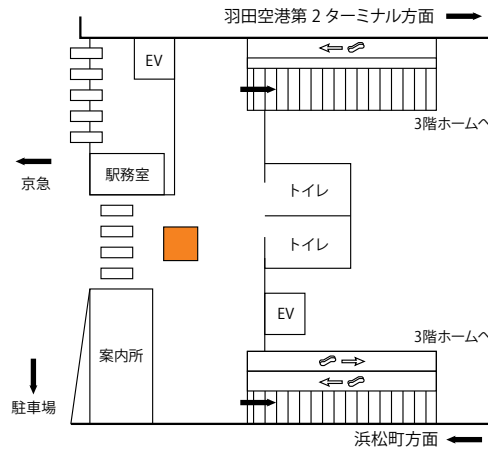 羽田空港第2ターミナル方面
EV
3階ホームへ
京急
駅務室
トイレ
トイレ
EV
3階ホームへ
案内所
駐車場
浜松町方面